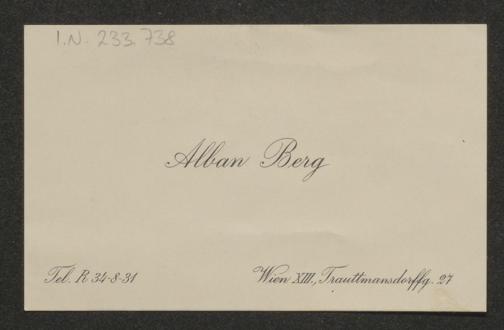 I.N. 233.738
Alban Berg
Tel. R 34-8-31
Wien XIII., Trauttmansdorffg. 27